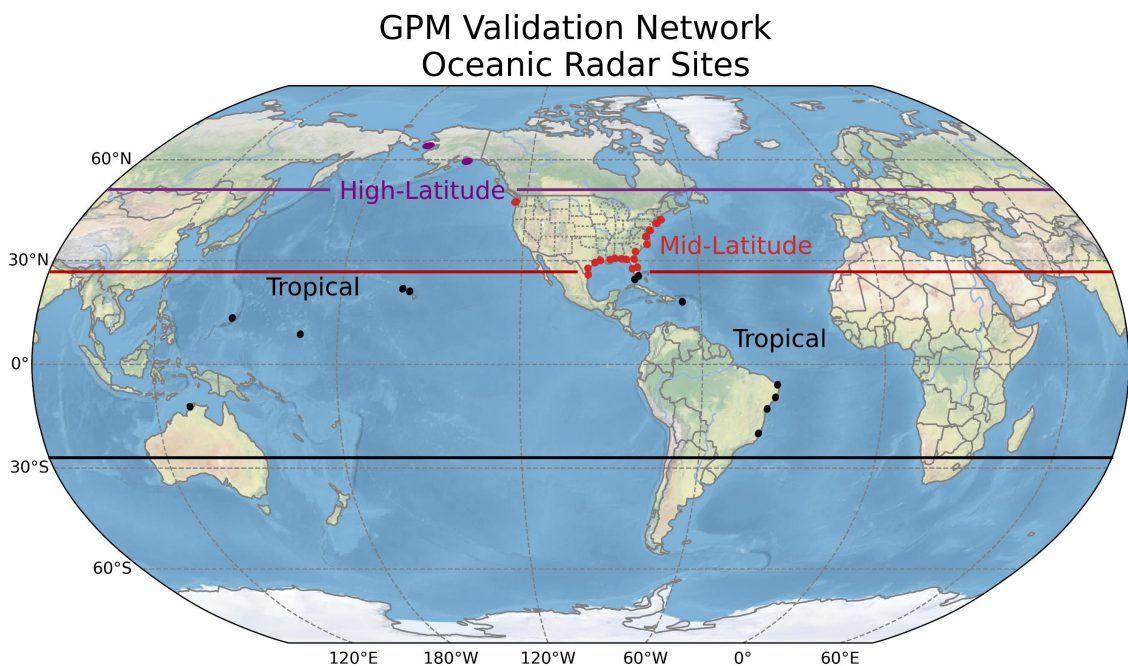 GPM Validation Network
Oceanic Radar Sites
60°N
High-Latitude
Mid-Latitude
30°N
Tropical
Tropical
0°
30°S
60°S
120°E 180°W 120°W 60°W 0° 60°E